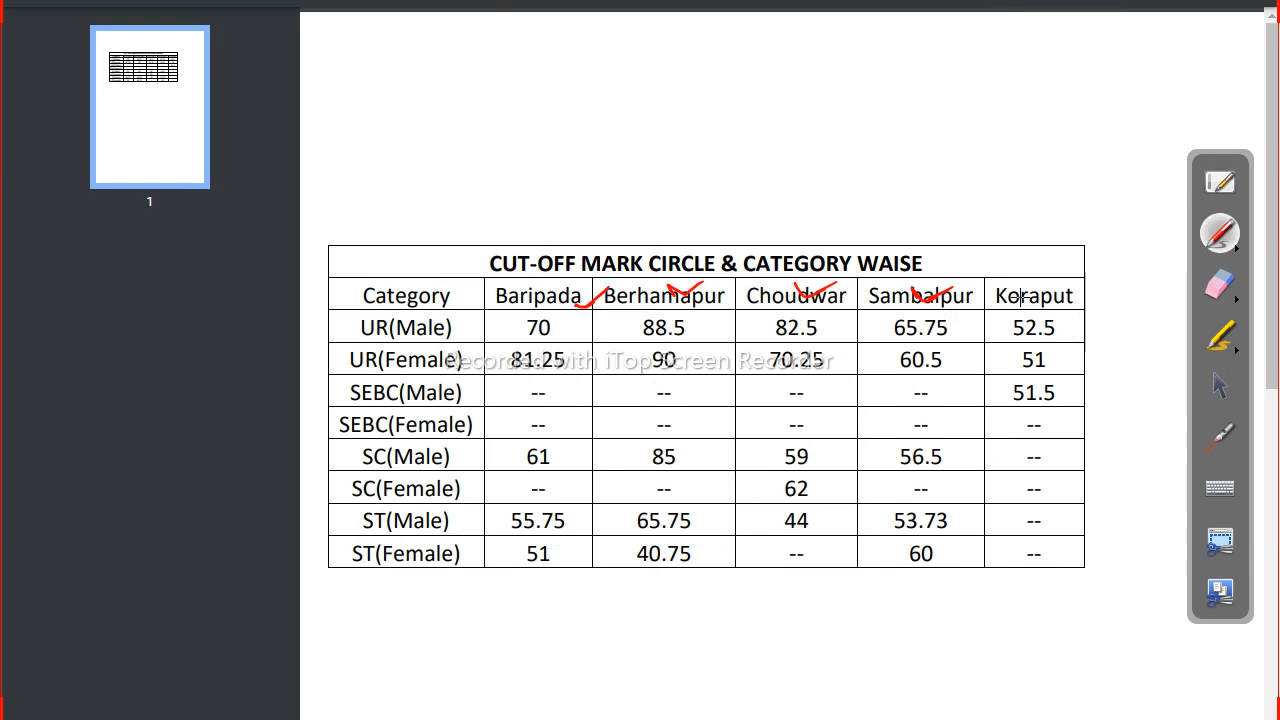 1
CUT-OFF MARK CIRCLE & CATEGORY WAISE
Category Baripada Berhamapur Choudwar Sambalpur Keraput
UR(Male) 70 88.5 82.5 65.75 52.5
UR(Female) 81.25 90 70.25 60.5 51
Recorded with iTop Screen Recorder
SEBC(Male) -- -- -- -- 51.5
SEBC(Female) -- -- -- -- --
SC(Male) 61 85 59 56.5 --
SC(Female) -- -- 62 -- --
ST(Male) 55.75 65.75 44 53.73 --
ST(Female) 51 40.75 -- 60 --